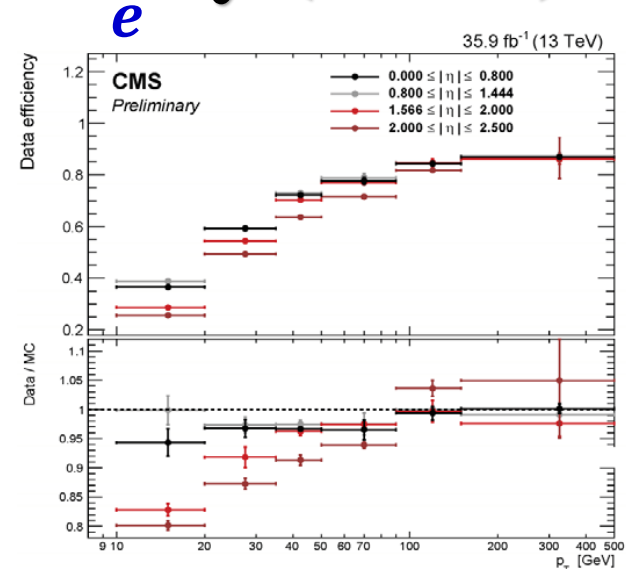 e
35.9 fb⁻¹ (13 TeV)
CMS
Preliminary
0.000 ≤ | η | ≤ 0.800
0.800 ≤ | η | ≤ 1.444
1.566 ≤ | η | ≤ 2.000
2.000 ≤ | η | ≤ 2.500
Data efficiency
1.2
1
0.8
0.6
0.4
0.2
Data / MC
1.1
1.05
1
0.95
0.9
0.85
0.8
9 10 20 30 40 50 60 70 100 200 300 400 500
p_T [GeV]